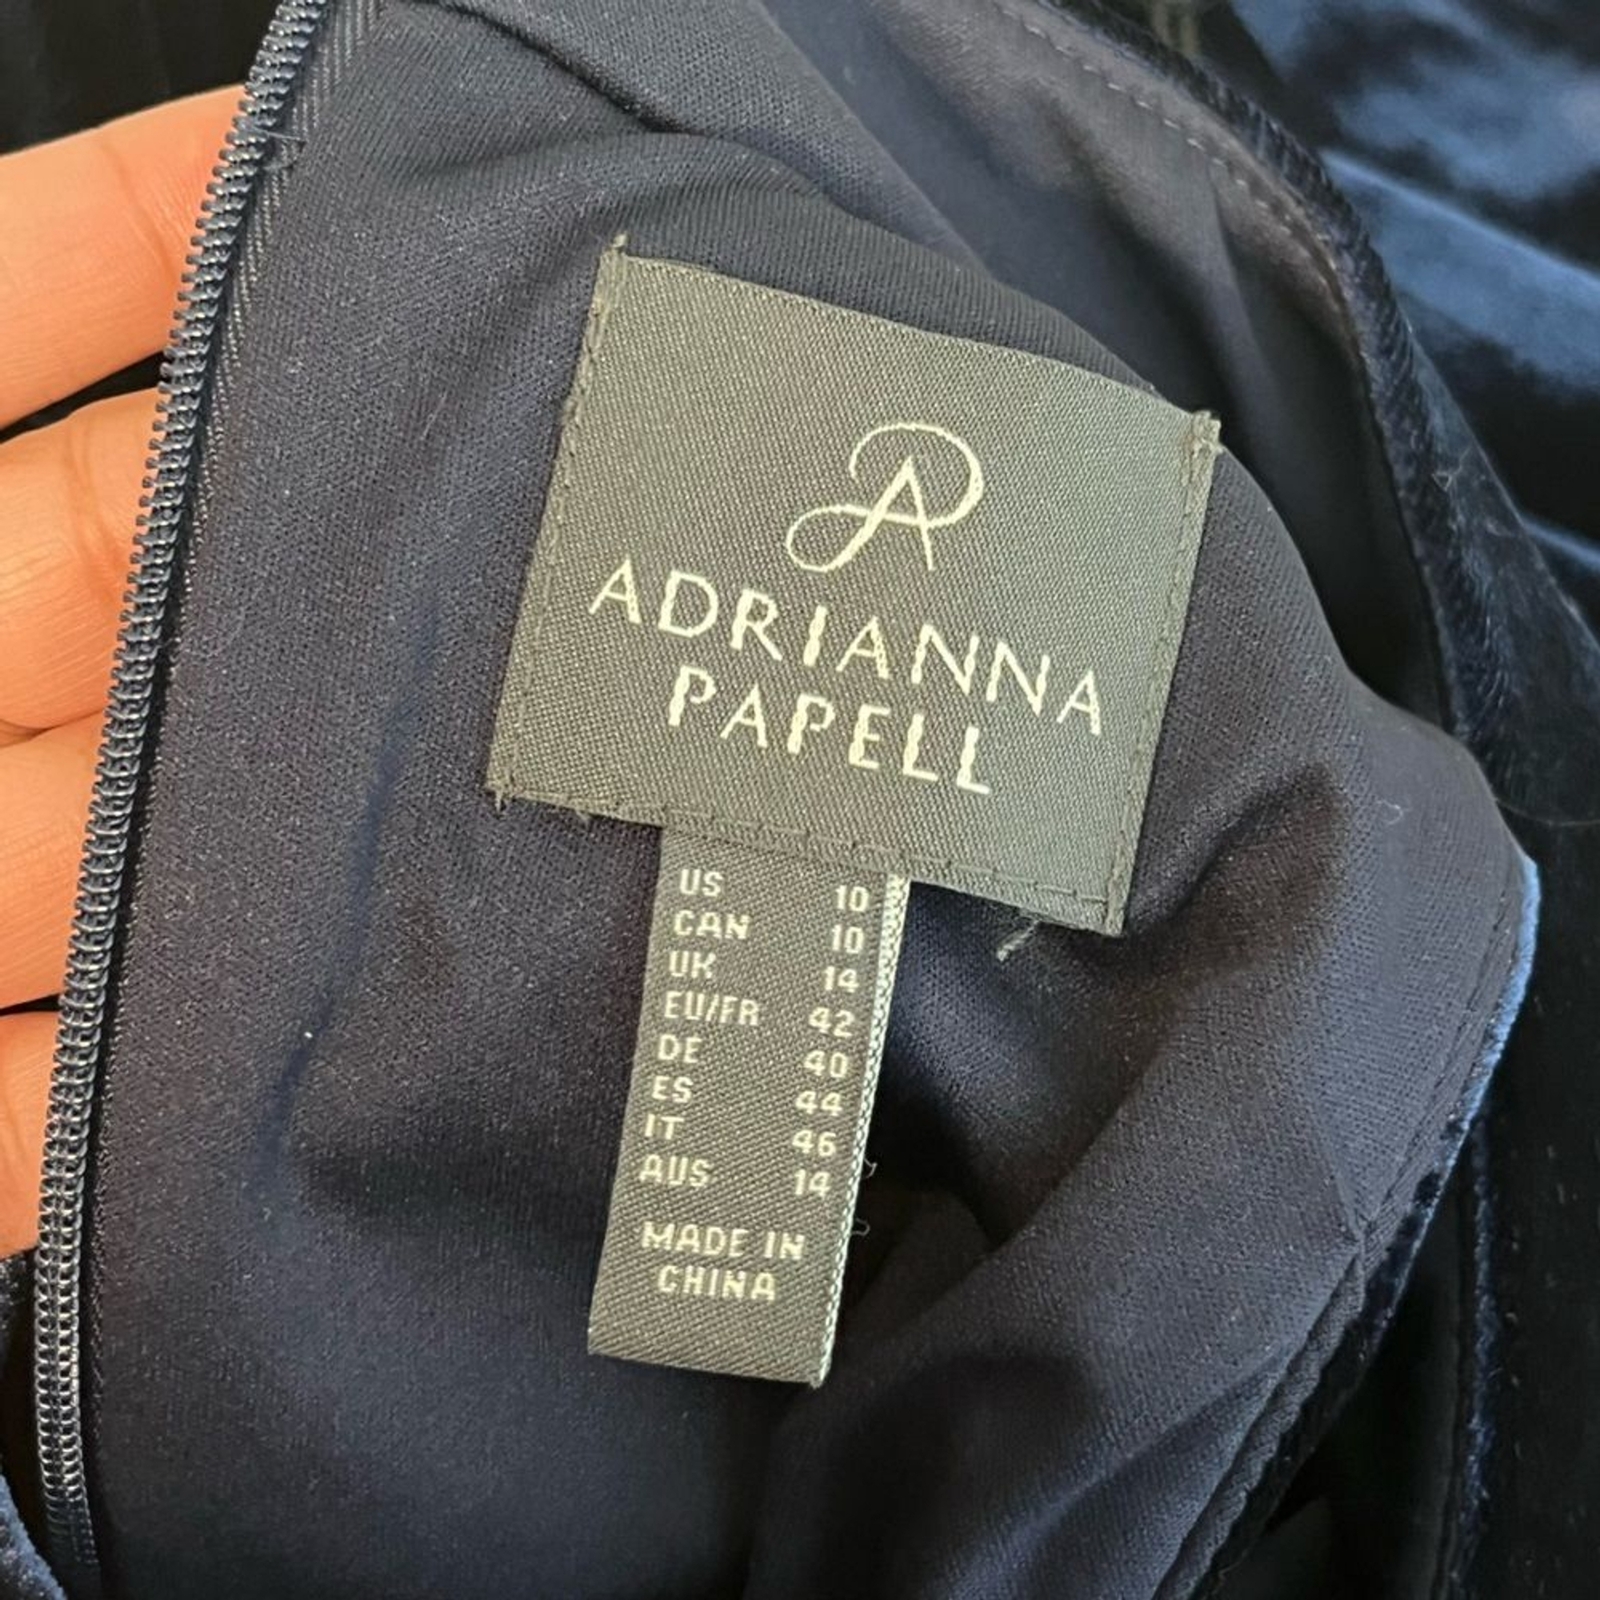 AP
ADRIANNA
PAPELL
US 10
CAN 10
UK 14
EU/FR 42
DE 40
ES 44
IT 46
AUS 14
MADE IN
CHINA